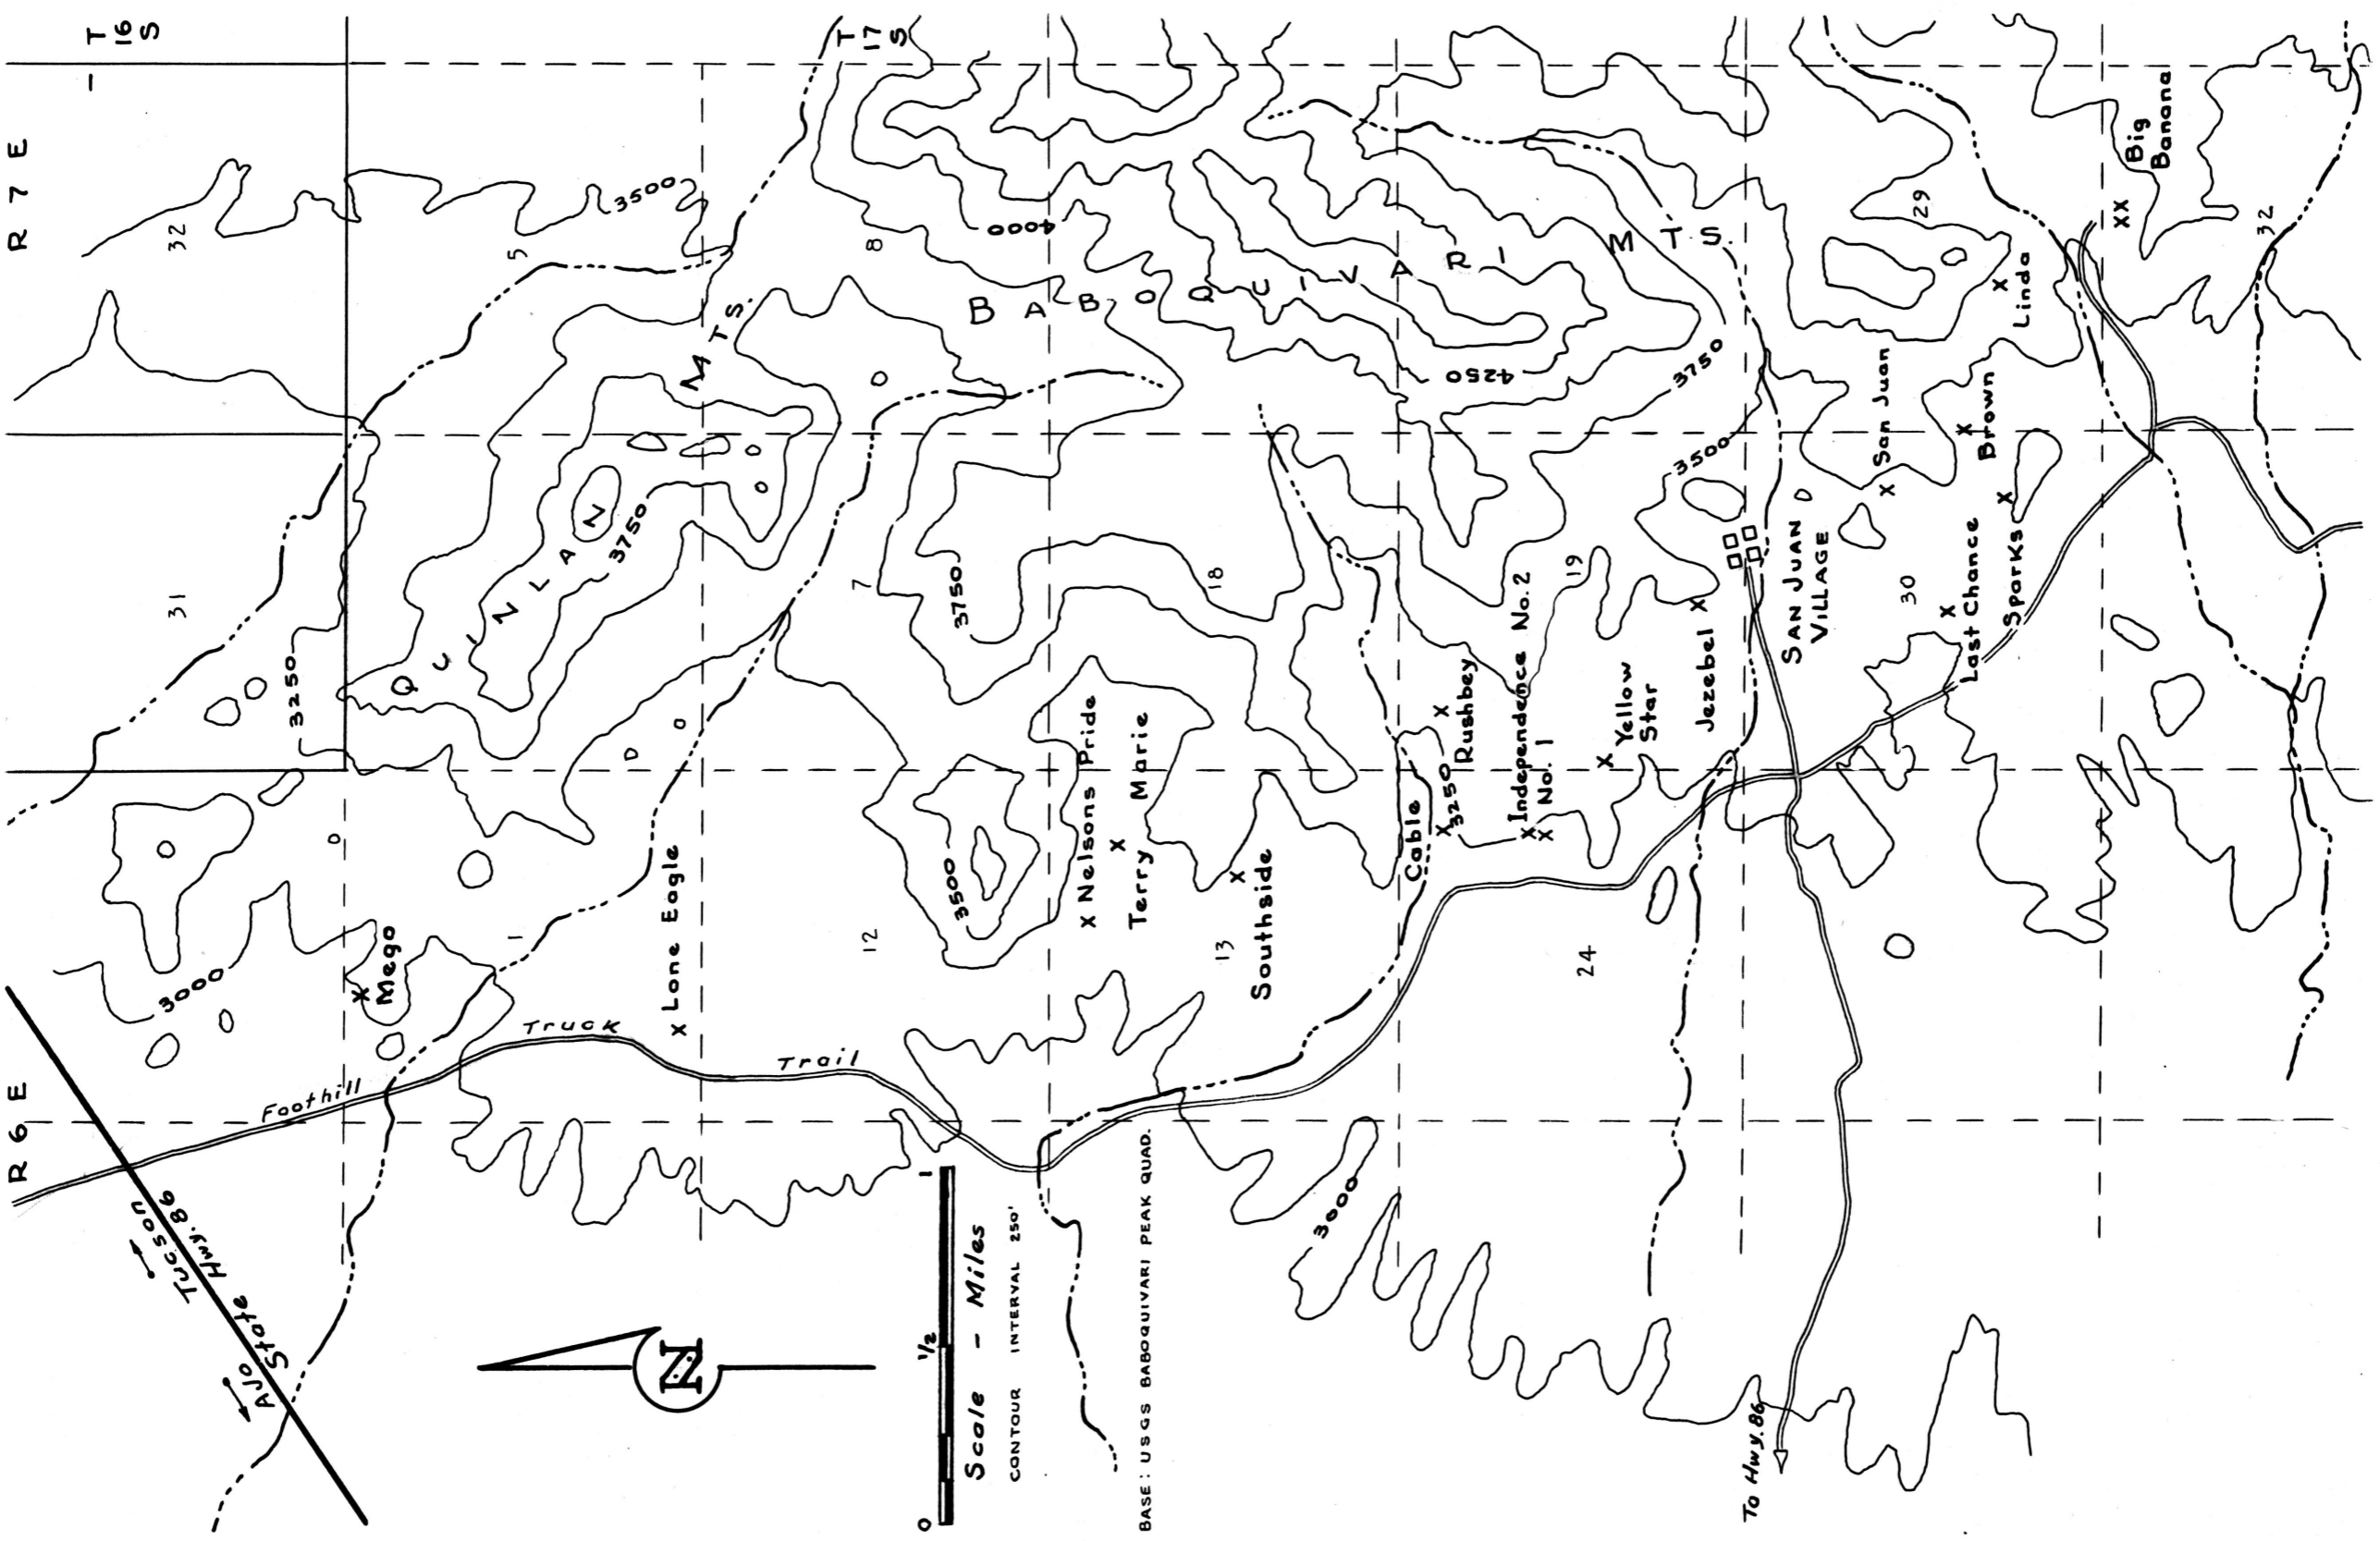 T
16
S
T
17
S
R 6 E
R 7 E
31
32
5
8
7
18
1
12
13
24
19
30
29
32
3250
3500
3000
3750
4000
3750
3500
4250
3750
3500
3250
3000
QUINLAN MTS.
BABOQUIVARI MTS.
Mego
Lone Eagle
Nelsons Pride
Terry Marie
Southside
Cable
Rushbey
Independence No. 2
No. 1
Yellow
Star
Jezebel
SAN JUAN
VILLAGE
San Juan
Brown
Linda
Last Chance
Sparks
Big
Banana
Foothill Truck Trail
Tucson
Ajo
State Hwy. 86
To Hwy. 86
N
0 1/2 1
Scale - Miles
CONTOUR INTERVAL 250'
BASE: USGS BABOQUIVARI PEAK QUAD.